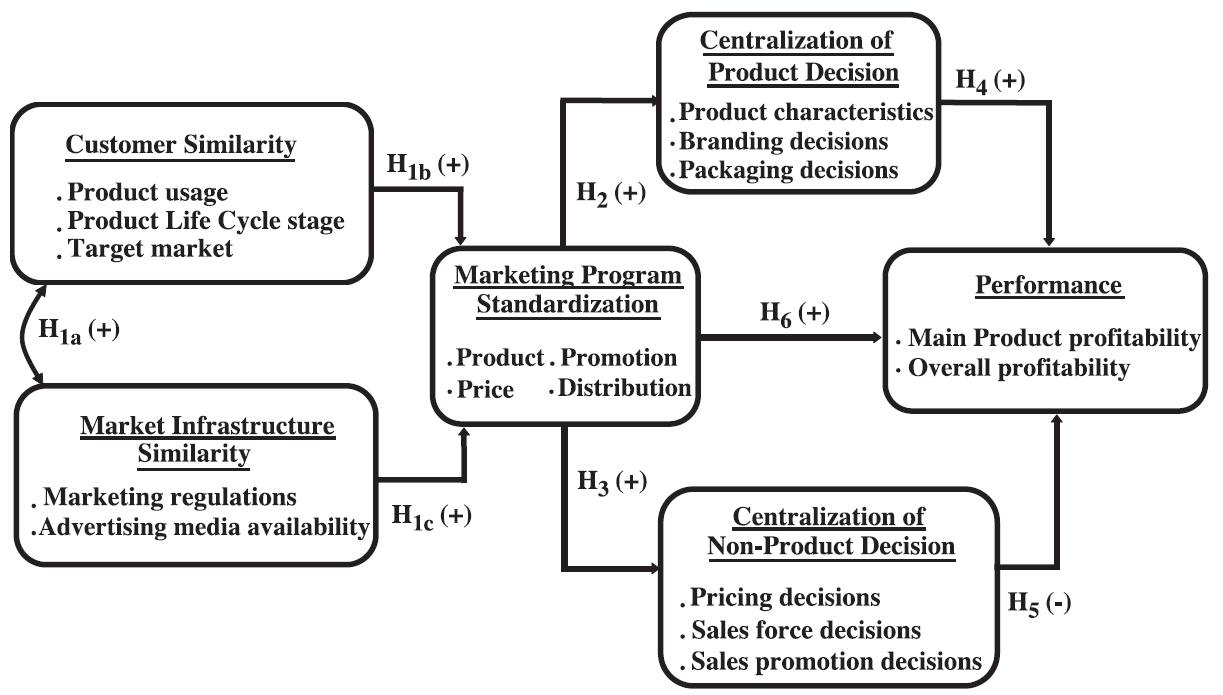 Customer Similarity
. Product usage
. Product Life Cycle stage
. Target market
H1a (+)
Market Infrastructure
Similarity
. Marketing regulations
. Advertising media availability
H1b (+)
H1c (+)
Marketing Program
Standardization
. Product . Promotion
. Price . Distribution
H2 (+)
H3 (+)
Centralization of
Product Decision
. Product characteristics
. Branding decisions
. Packaging decisions
H4 (+)
H6 (+)
Performance
. Main Product profitability
. Overall profitability
Centralization of
Non-Product Decision
. Pricing decisions
. Sales force decisions
. Sales promotion decisions
H5 (-)